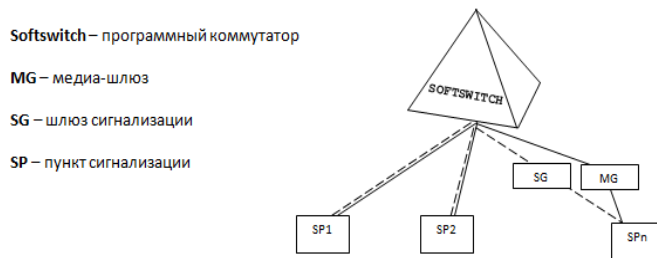 Softswitch – программный коммутатор
MG – медиа-шлюз
SG – шлюз сигнализации
SP – пункт сигнализации
SOFTSWITCH
SG
MG
SP1
SP2
SPn